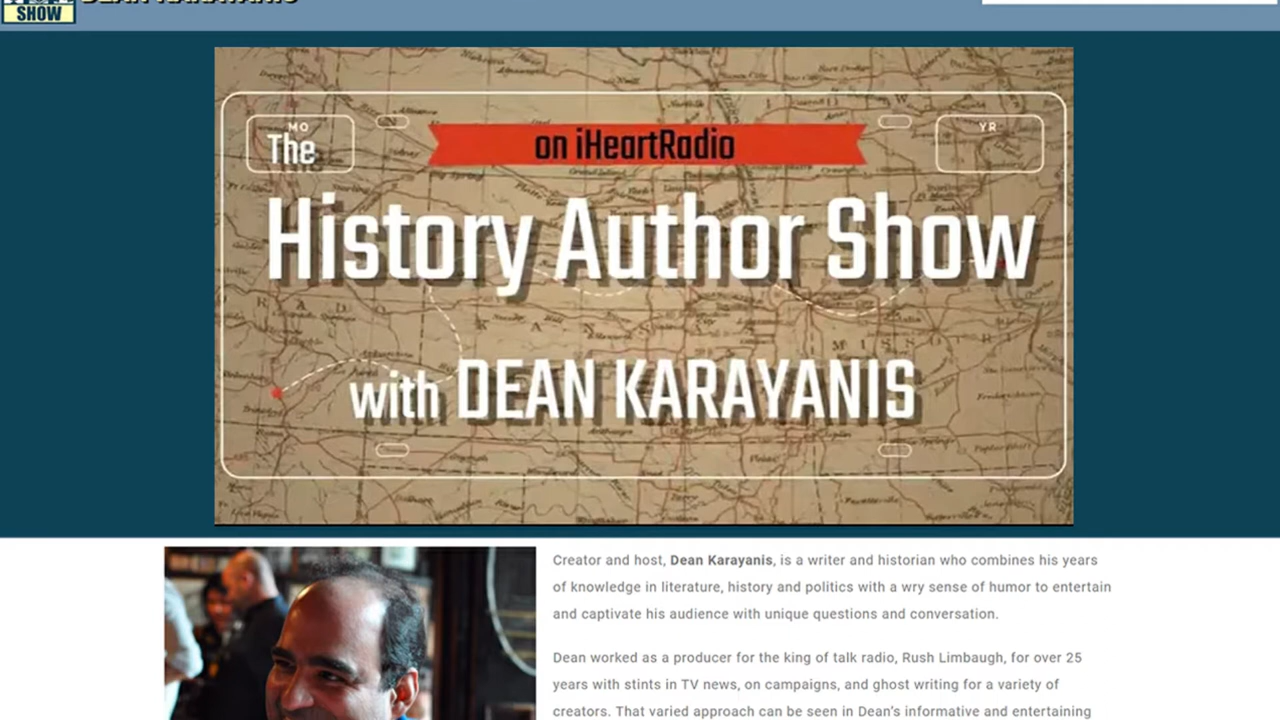 SHOW
MO
YR
The
on iHeartRadio
History Author Show
with DEAN KARAYANIS
Creator and host, Dean Karayanis, is a writer and historian who combines his years
of knowledge in literature, history and politics with a wry sense of humor to entertain
and captivate his audience with unique questions and conversation.
Dean worked as a producer for the king of talk radio, Rush Limbaugh, for over 25
years with stints in TV news, on campaigns, and ghost writing for a variety of
creators. That varied approach can be seen in Dean's informative and entertaining